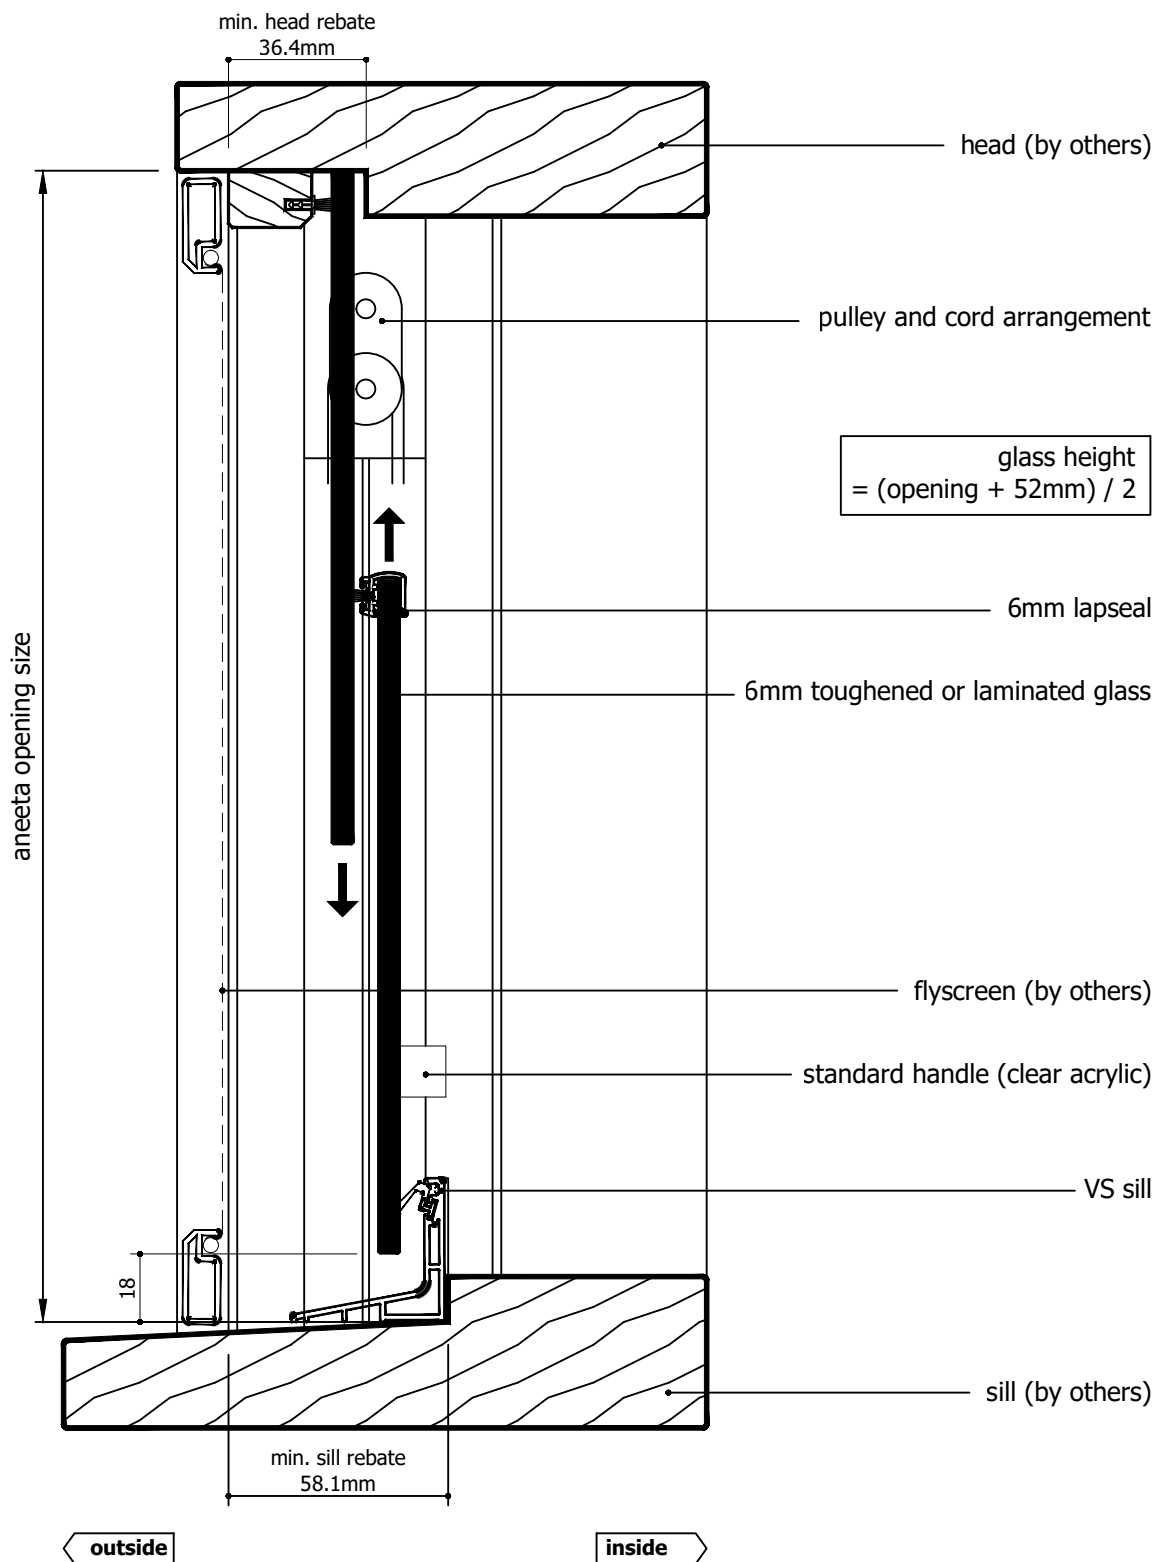 min. head rebate
36.4mm
head (by others)
pulley and cord arrangement
glass height
= (opening + 52mm) / 2
6mm lapseal
6mm toughened or laminated glass
aneeta opening size
flyscreen (by others)
standard handle (clear acrylic)
VS sill
18
sill (by others)
min. sill rebate
58.1mm
outside
inside